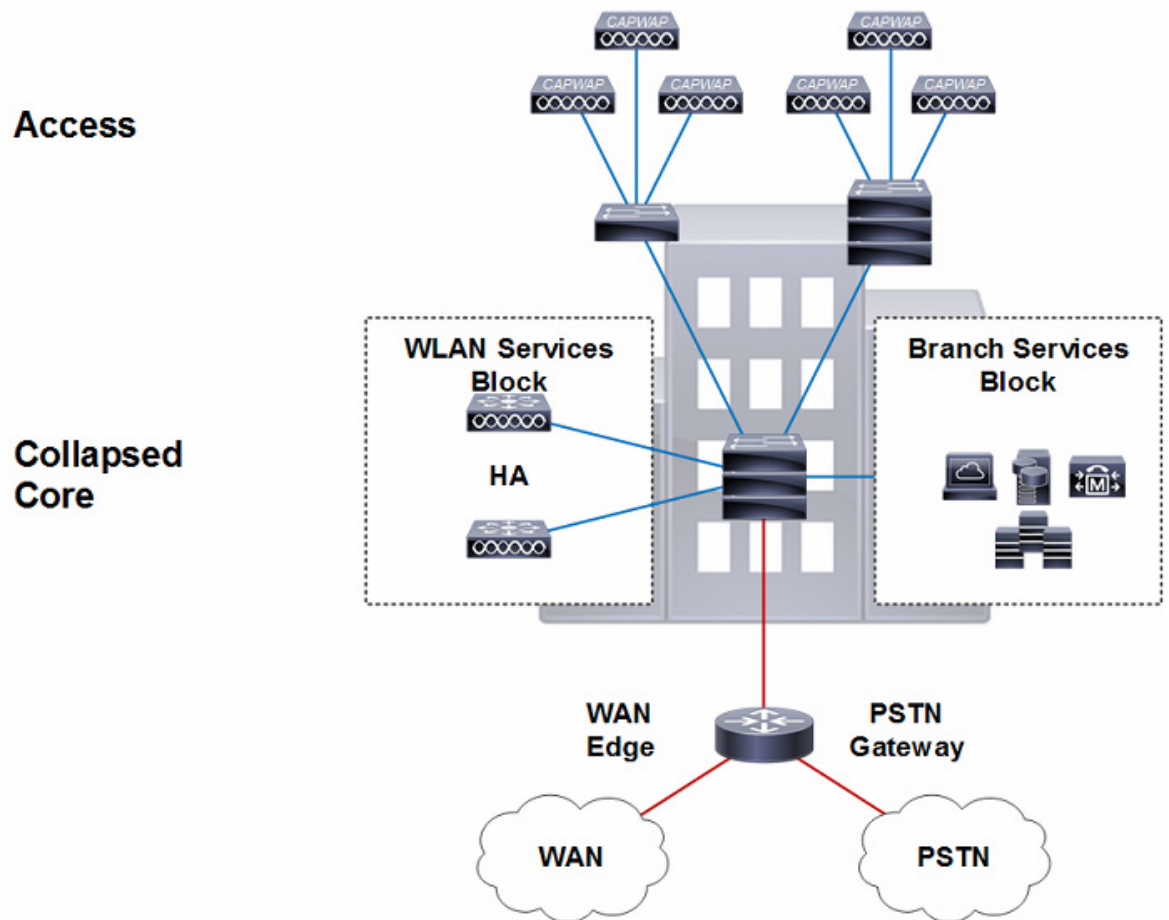 CAPWAP
CAPWAP
CAPWAP
CAPWAP
CAPWAP
CAPWAP
Access
WLAN Services
Block
HA
Branch Services
Block
M
Collapsed
Core
WAN
Edge
PSTN
Gateway
WAN
PSTN